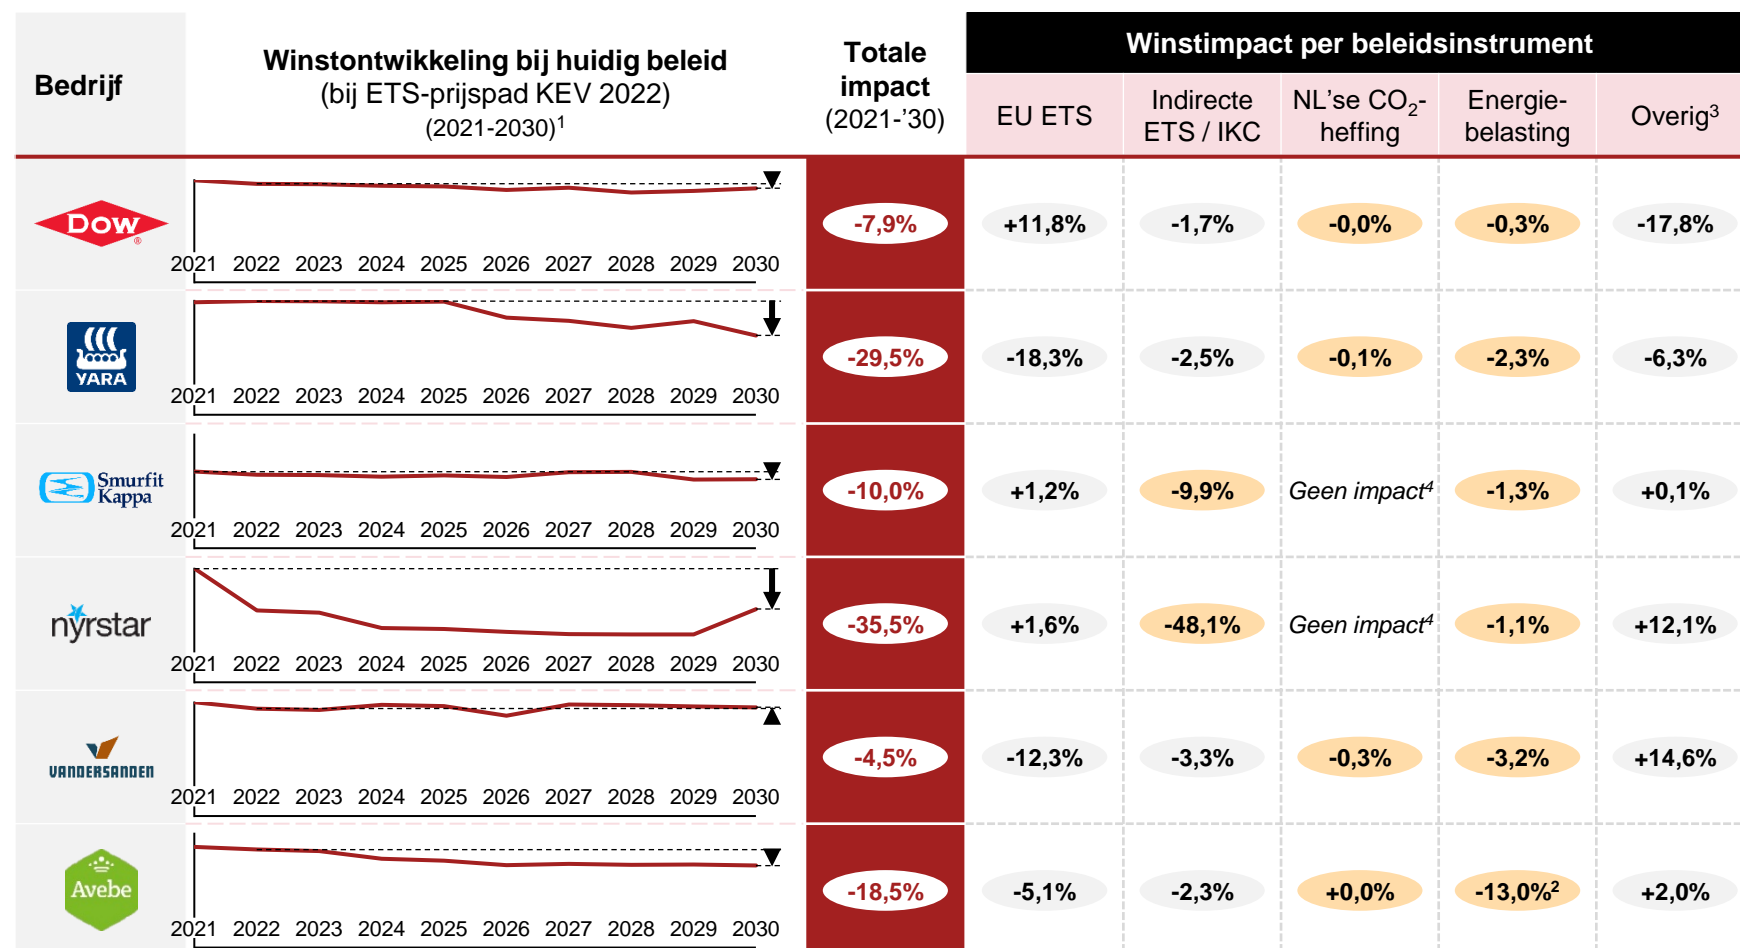 Bedrijf
Winstontwikkeling bij huidig beleid
(bij ETS-prijspad KEV 2022)
(2021-2030)¹
Totale
impact
(2021-’30)
Winstimpact per beleidsinstrument
EU ETS
Indirecte
ETS / IKC
NL’se CO₂-
heffing
Energie-
belasting
Overig³
DOW
®
2021 2022 2023 2024 2025 2026 2027 2028 2029 2030
-7,9%
+11,8%
-1,7%
-0,0%
-0,3%
-17,8%
YARA
2021 2022 2023 2024 2025 2026 2027 2028 2029 2030
-29,5%
-18,3%
-2,5%
-0,1%
-2,3%
-6,3%
Smurfit
Kappa
2021 2022 2023 2024 2025 2026 2027 2028 2029 2030
-10,0%
+1,2%
-9,9%
Geen impact⁴
-1,3%
+0,1%
nyrstar
2021 2022 2023 2024 2025 2026 2027 2028 2029 2030
-35,5%
+1,6%
-48,1%
Geen impact⁴
-1,1%
+12,1%
VANDERSANDEN
2021 2022 2023 2024 2025 2026 2027 2028 2029 2030
-4,5%
-12,3%
-3,3%
-0,3%
-3,2%
+14,6%
Avebe
2021 2022 2023 2024 2025 2026 2027 2028 2029 2030
-18,5%
-5,1%
-2,3%
+0,0%
-13,0%²
+2,0%